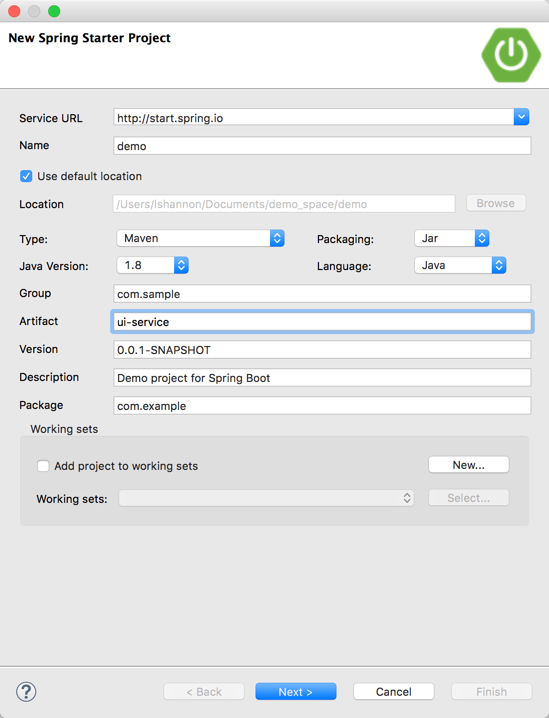 New Spring Starter Project
Service URL http://start.spring.io
Name demo
Use default location
Location /Users/lshannon/Documents/demo_space/demo Browse
Type: Maven Packaging: Jar
Java Version: 1.8 Language: Java
Group com.sample
Artifact ui-service
Version 0.0.1-SNAPSHOT
Description Demo project for Spring Boot
Package com.example
Working sets
Add project to working sets New...
Working sets: Select...
? < Back Next > Cancel Finish